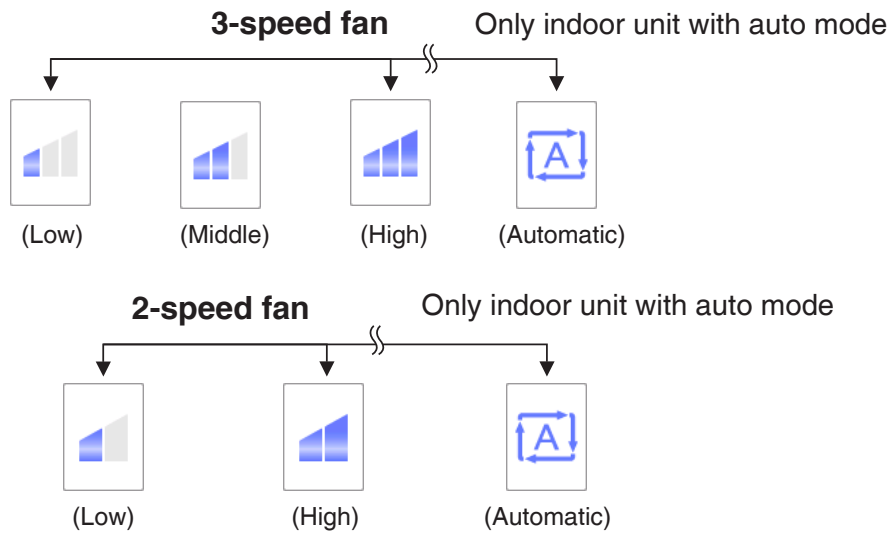 3-speed fan Only indoor unit with auto mode
A
(Low) (Middle) (High) (Automatic)
2-speed fan Only indoor unit with auto mode
A
(Low) (High) (Automatic)